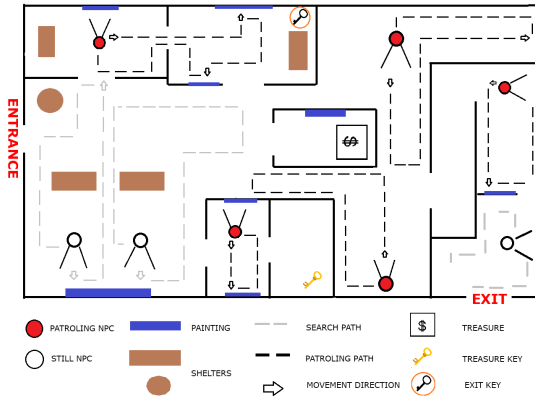 ENTRANCE
$
EXIT
PATROLING NPC
PAINTING
SEARCH PATH
$
TREASURE
STILL NPC
SHELTERS
PATROLING PATH
TREASURE KEY
MOVEMENT DIRECTION
EXIT KEY